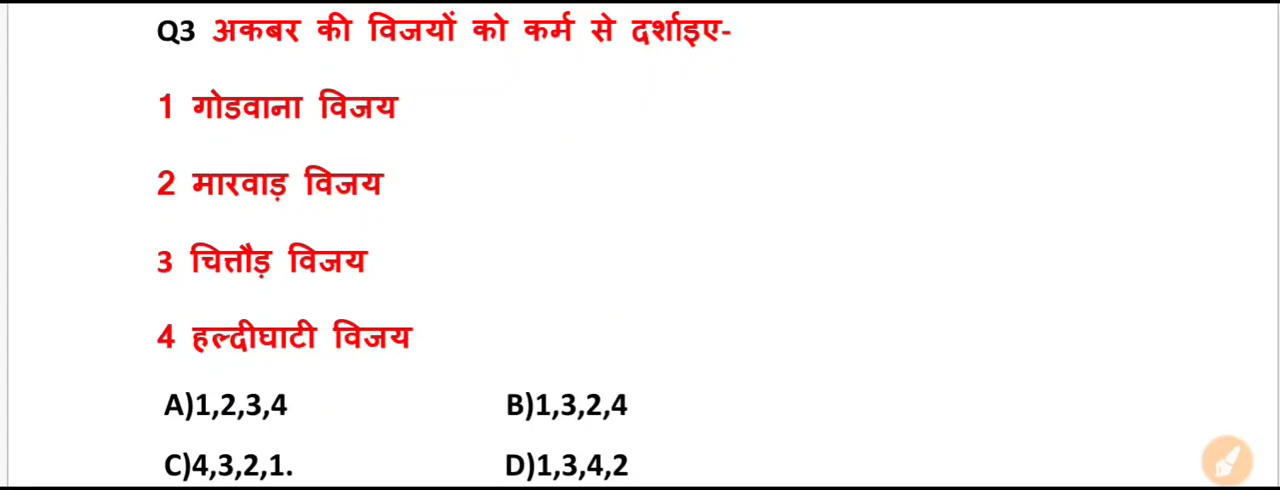 Q3 अकबर की विजयों को कर्म से दर्शाइए-
1 गोडवाना विजय
2 मारवाड़ विजय
3 चित्तौड़ विजय
4 हल्दीघाटी विजय
A)1,2,3,4 B)1,3,2,4
C)4,3,2,1. D)1,3,4,2